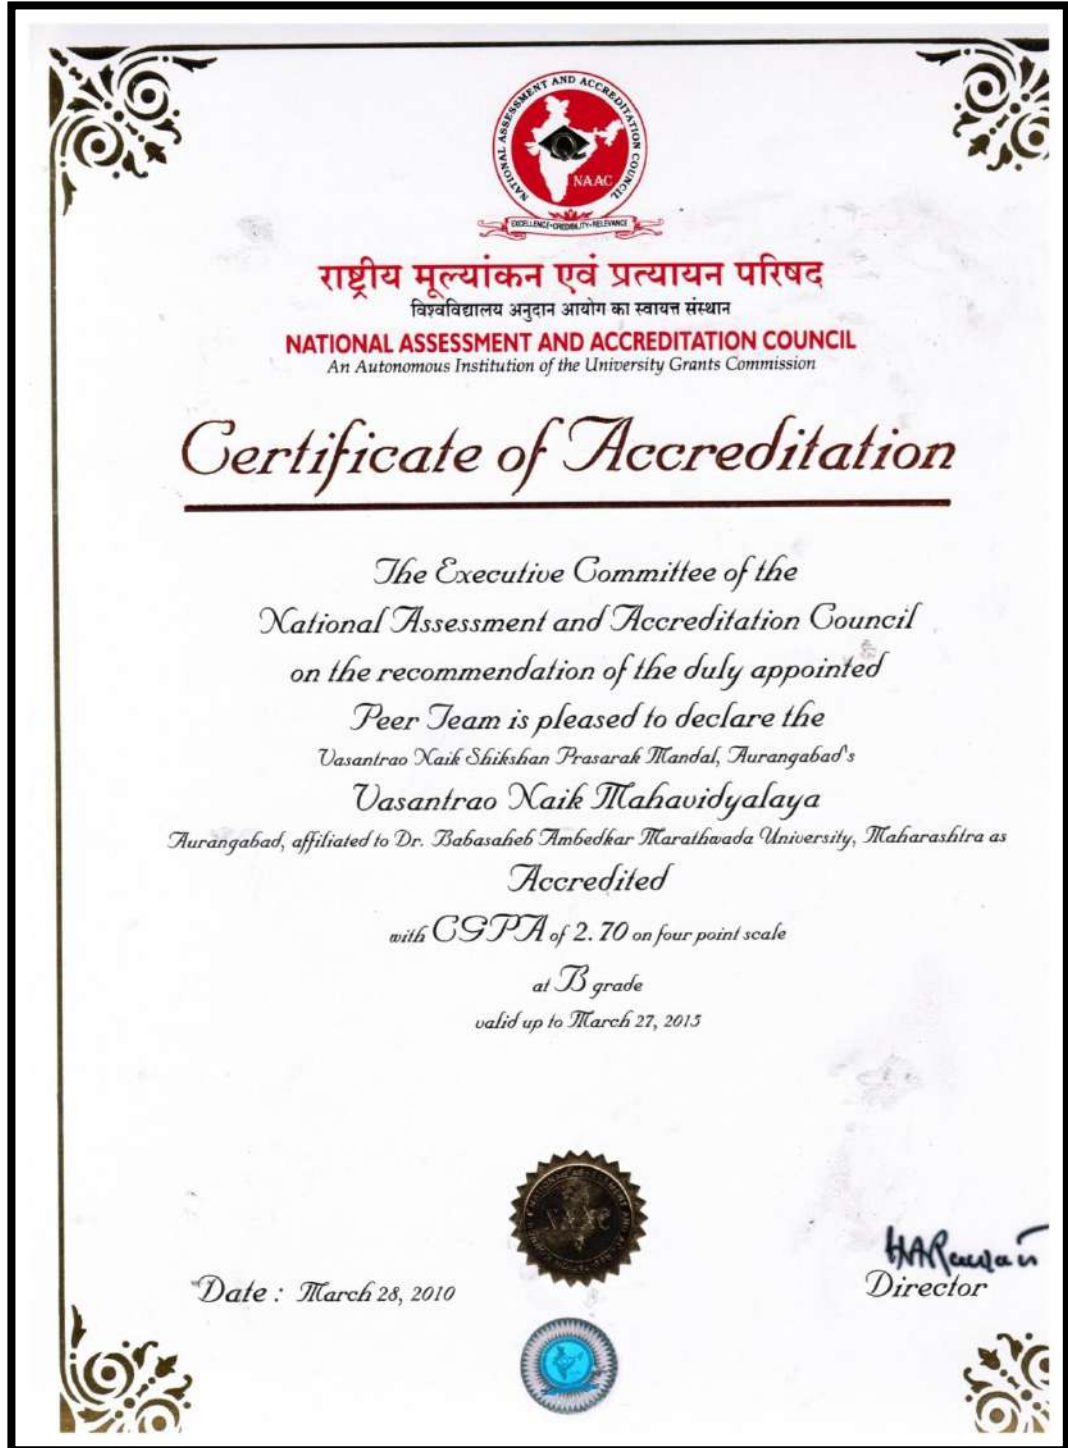 NATIONAL ASSESSMENT AND ACCREDITATION COUNCIL
NAAC
EXCELLENCE•CREDIBILITY•RELEVANCE
राष्ट्रीय मूल्यांकन एवं प्रत्यायन परिषद
विश्वविद्यालय अनुदान आयोग का स्वायत्त संस्थान
NATIONAL ASSESSMENT AND ACCREDITATION COUNCIL
An Autonomous Institution of the University Grants Commission
Certificate of Accreditation
The Executive Committee of the
National Assessment and Accreditation Council
on the recommendation of the duly appointed
Peer Team is pleased to declare the
Vasantrao Naik Shikshan Prasarak Mandal, Aurangabad's
Vasantrao Naik Mahavidyalaya
Aurangabad, affiliated to Dr. Babasaheb Ambedkar Marathwada University, Maharashtra as
Accredited
with CGPA of 2.70 on four point scale
at B grade
valid up to March 27, 2015
NAAC
Date : March 28, 2010
Director